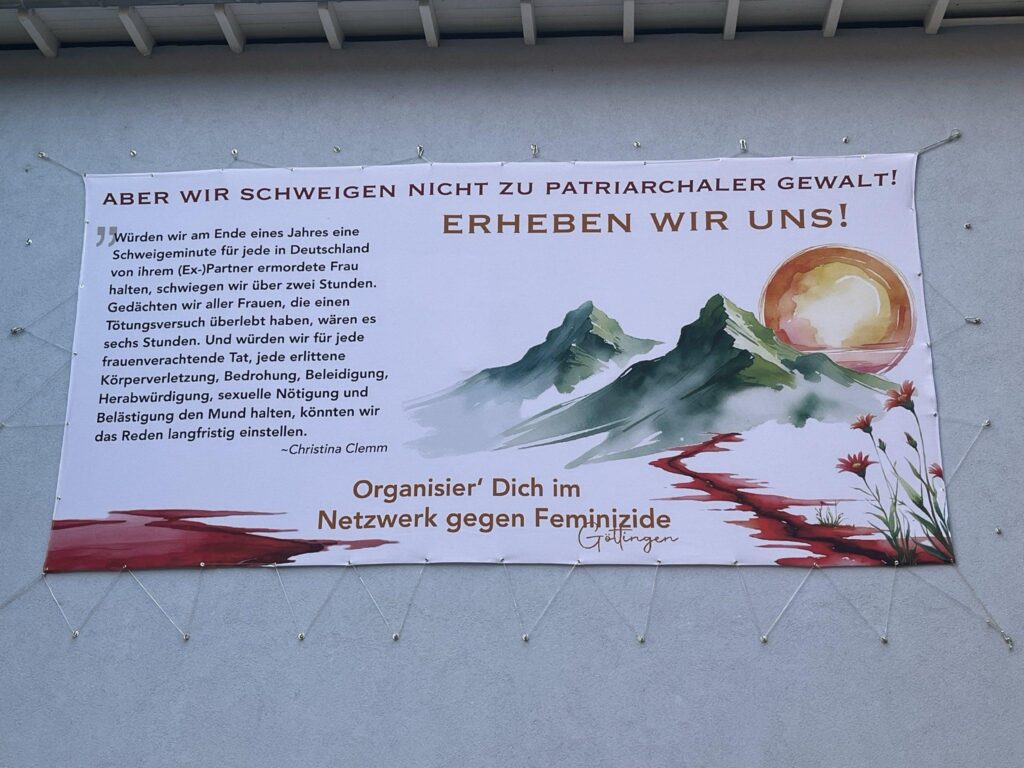 ABER WIR SCHWEIGEN NICHT ZU PATRIARCHALER GEWALT!
ERHEBEN WIR UNS!
”Würden wir am Ende eines Jahres eine
Schweigeminute für jede in Deutschland
von ihrem (Ex-)Partner ermordete Frau
halten, schwiegen wir über zwei Stunden.
Gedächten wir aller Frauen, die einen
Tötungsversuch überlebt haben, wären es
sechs Stunden. Und würden wir für jede
frauenverachtende Tat, jede erlittene
Körperverletzung, Bedrohung, Beleidigung,
Herabwürdigung, sexuelle Nötigung und
Belästigung den Mund halten, könnten wir
das Reden langfristig einstellen.
~Christina Clemm
Organisier‘ Dich im
Netzwerk gegen Feminizide
Göttingen